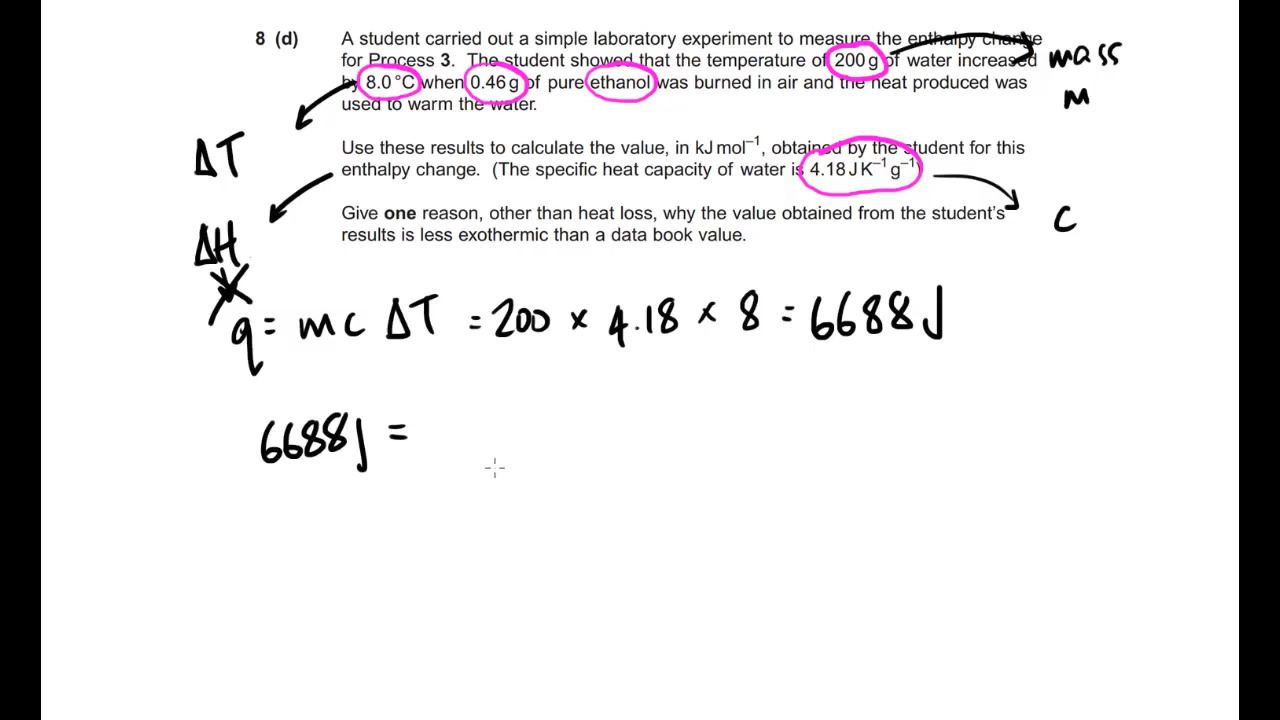 8 (d) A student carried out a simple laboratory experiment to measure the enthalpy change
for Process 3. The student showed that the temperature of 200 g of water increased
by 8.0 °C when 0.46 g of pure ethanol was burned in air and the heat produced was
used to warm the water.
mass
m
Use these results to calculate the value, in kJ mol⁻¹, obtained by the student for this
enthalpy change. (The specific heat capacity of water is 4.18 J K⁻¹ g⁻¹)
ΔT
Give one reason, other than heat loss, why the value obtained from the student's
results is less exothermic than a data book value.
C
ΔH
q = mc ΔT = 200 × 4.18 × 8 = 6688J
6688J =